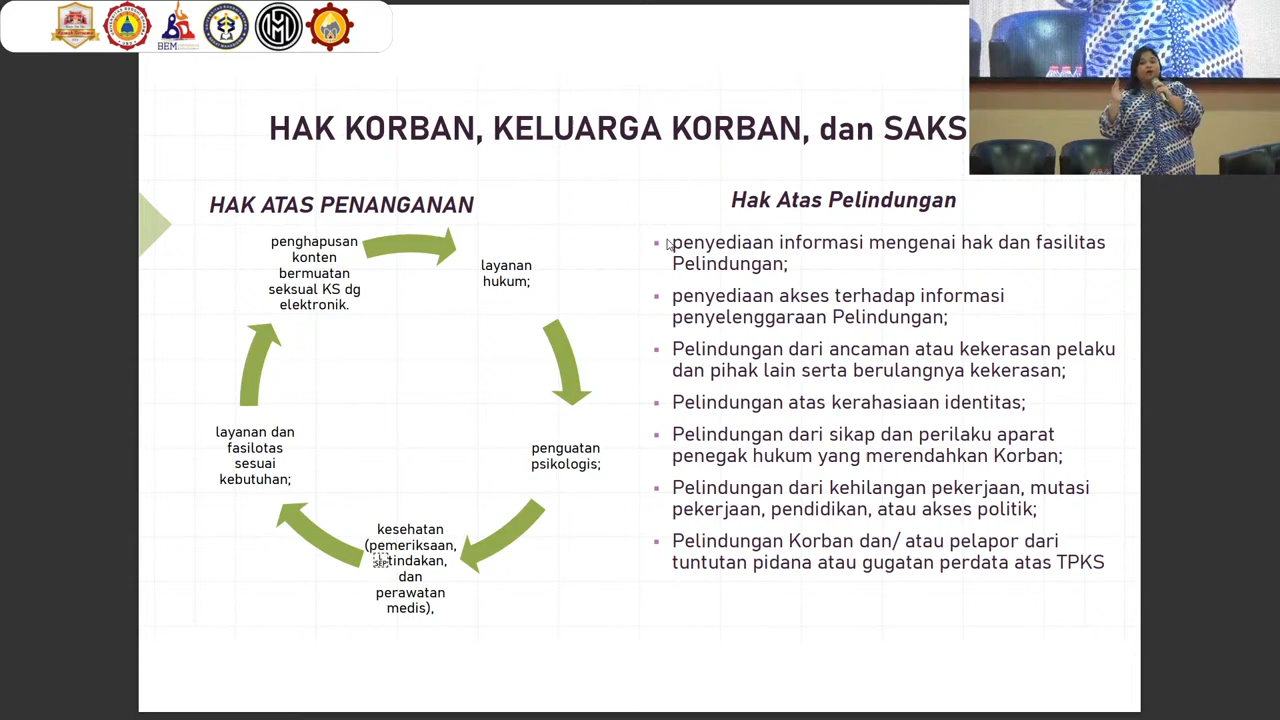 BEM
HAK KORBAN, KELUARGA KORBAN, dan SAKS
HAK ATAS PENANGANAN
penghapusan
konten
bermuatan
seksual KS dg
elektronik.
layanan
hukum;
penguatan
psikologis;
kesehatan
(pemeriksaan,
tindakan,
dan
perawatan
medis),
layanan dan
fasilotas
sesuai
kebutuhan;
Hak Atas Pelindungan
▪ penyediaan informasi mengenai hak dan fasilitas
Pelindungan;
▪ penyediaan akses terhadap informasi
penyelenggaraan Pelindungan;
▪ Pelindungan dari ancaman atau kekerasan pelaku
dan pihak lain serta berulangnya kekerasan;
▪ Pelindungan atas kerahasiaan identitas;
▪ Pelindungan dari sikap dan perilaku aparat
penegak hukum yang merendahkan Korban;
▪ Pelindungan dari kehilangan pekerjaan, mutasi
pekerjaan, pendidikan, atau akses politik;
▪ Pelindungan Korban dan/ atau pelapor dari
tuntutan pidana atau gugatan perdata atas TPKS